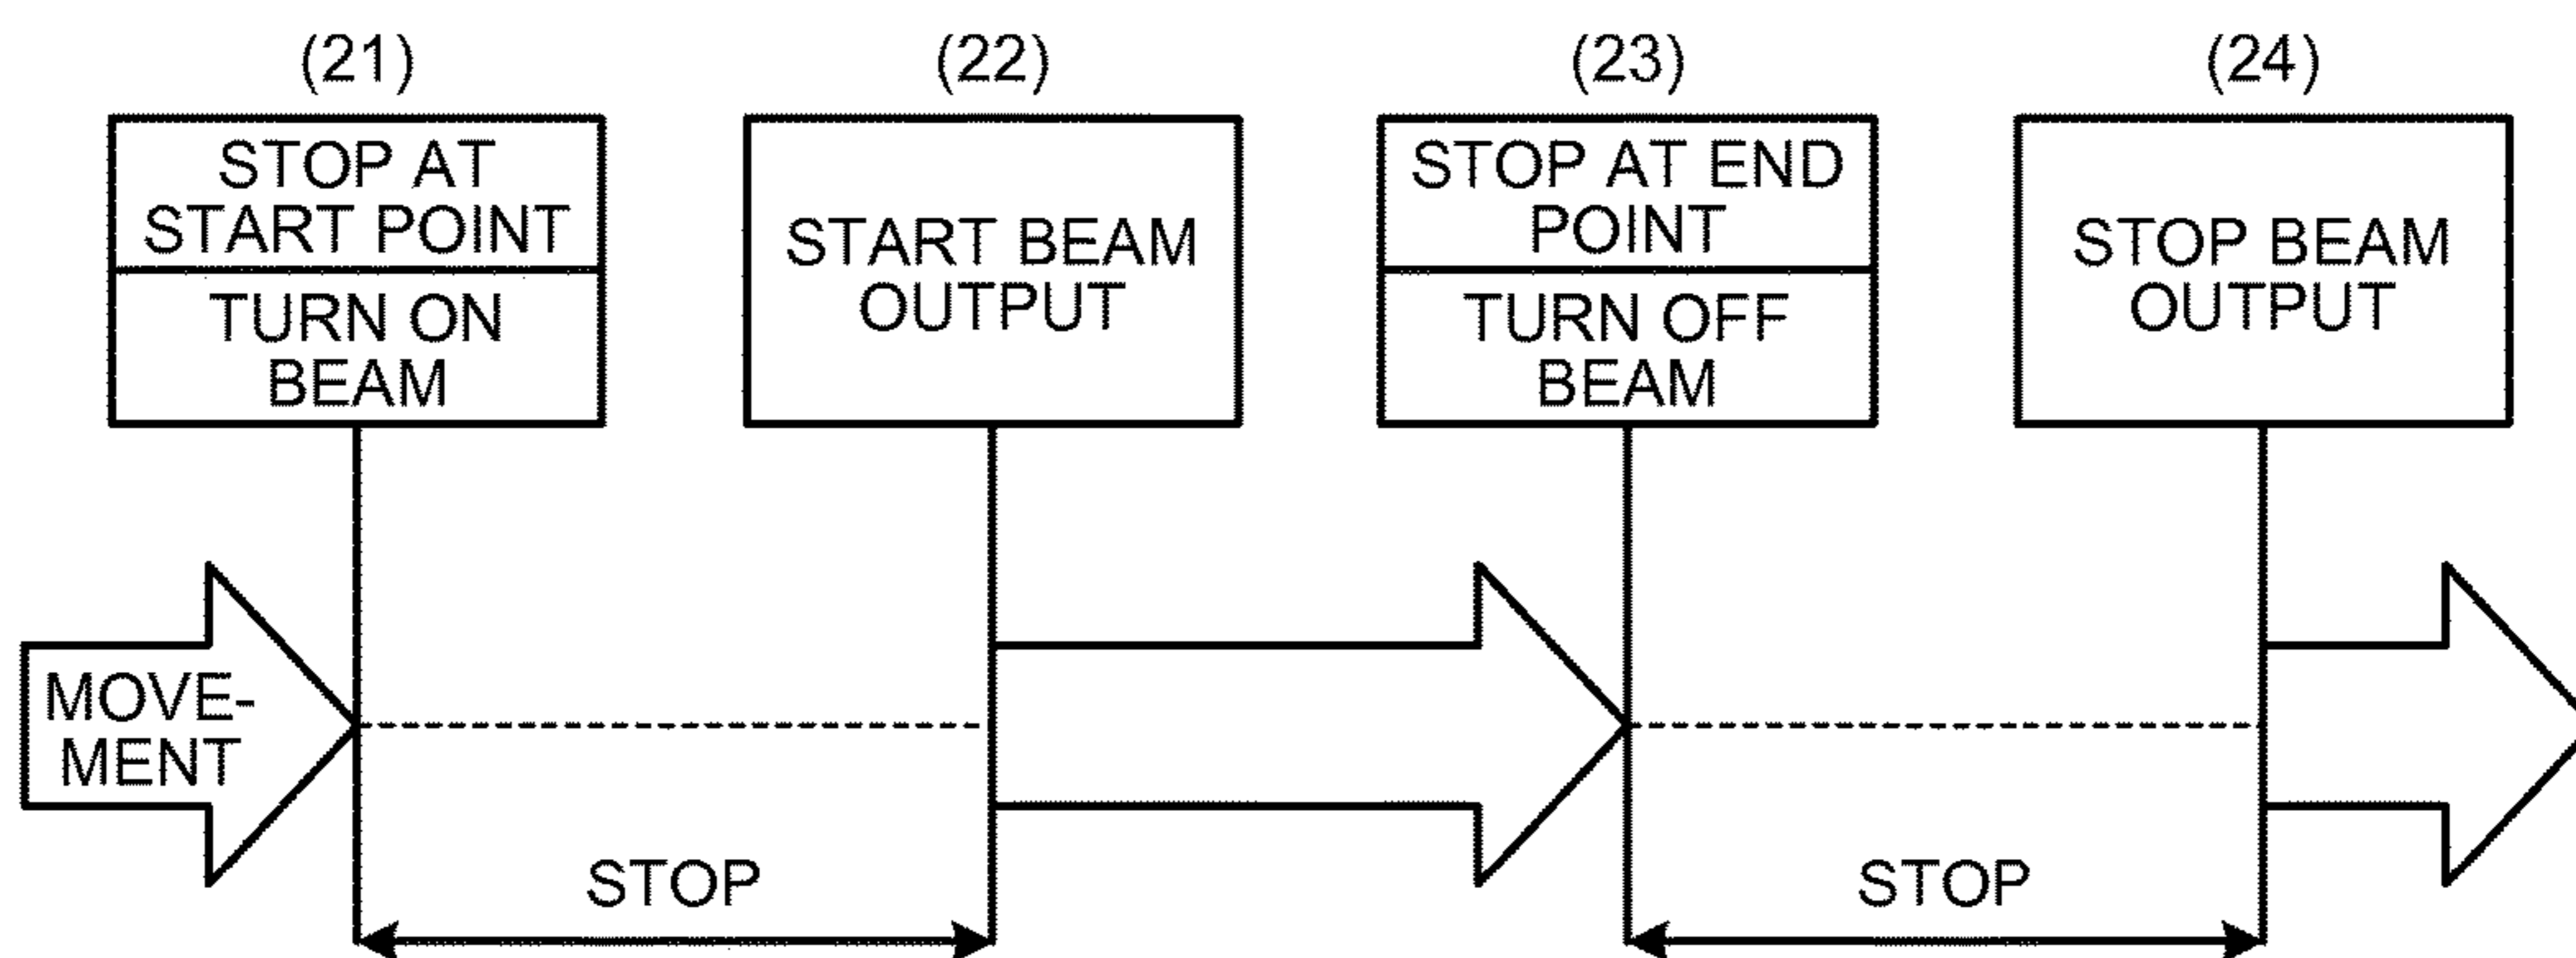 (21)
(22)
(23)
(24)
STOP AT
START POINT
TURN ON
BEAM
START BEAM
OUTPUT
STOP AT END
POINT
TURN OFF
BEAM
STOP BEAM
OUTPUT
MOVE-
MENT
STOP
STOP